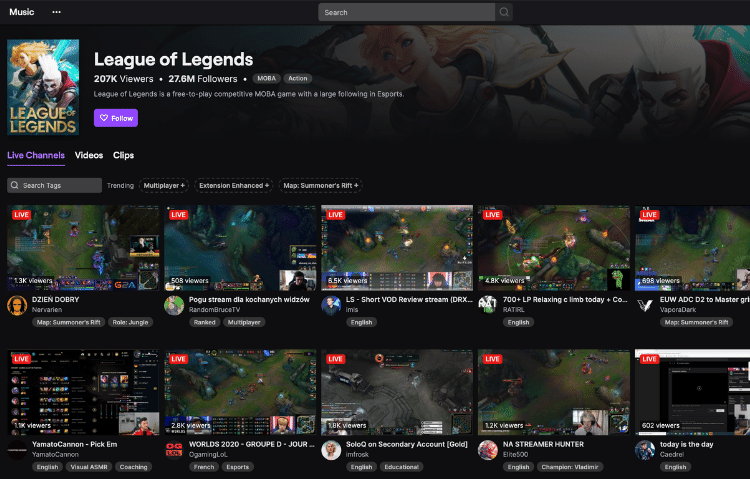 Music
Search
LEAGUE OF
LEGENDS
League of Legends
207K Viewers • 27.6M Followers • MOBA Action
League of Legends is a free-to-play competitive MOBA game with a large following in Esports.
Follow
Live Channels Videos Clips
Search Tags Trending Multiplayer + Extension Enhanced + Map: Summoner's Rift +
LIVE LIVE LIVE LIVE LIVE
G2A
1.3K viewers 508 viewers 6.5K viewers 4.8K viewers 698 viewers
DZIEŃ DOBRY
Nervarien
Map: Summoner's Rift Role: Jungle
Pogu stream dla kochanych widzów
RandomBruceTV
Ranked Multiplayer
LS - Short VOD Review stream (DRX...
imls
English
RAT
700+ LP Relaxing c limb today + Co...
RATIRL
English
EUW ADC D2 to Master gri
VaporaDark
Map: Summoner's Rift
LIVE LIVE LIVE LIVE LIVE
1.1K viewers 2.8K viewers 1.8K viewers 1.2K viewers 602 viewers
YamatoCannon - Pick Em
YamatoCannon
English Visual ASMR Coaching
OG
LOL
WORLDS 2020 - GROUPE D - JOUR ...
OgamingLoL
French Esports
SoloQ on Secondary Account [Gold]
imfrosk
English Educational
NA STREAMER HUNTER
Elite500
English Champion: Vladimir
today is the day
Caedrel
English